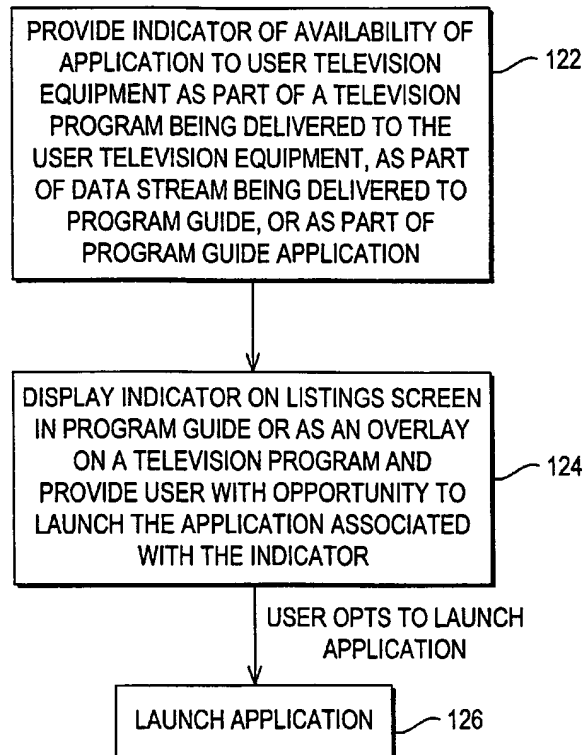 PROVIDE INDICATOR OF AVAILABILITY OF
APPLICATION TO USER TELEVISION
EQUIPMENT AS PART OF A TELEVISION
PROGRAM BEING DELIVERED TO THE
USER TELEVISION EQUIPMENT, AS PART
OF DATA STREAM BEING DELIVERED TO
PROGRAM GUIDE, OR AS PART OF
PROGRAM GUIDE APPLICATION
122
DISPLAY INDICATOR ON LISTINGS SCREEN
IN PROGRAM GUIDE OR AS AN OVERLAY
ON A TELEVISION PROGRAM AND
PROVIDE USER WITH OPPORTUNITY TO
LAUNCH THE APPLICATION ASSOCIATED
WITH THE INDICATOR
124
USER OPTS TO LAUNCH
APPLICATION
LAUNCH APPLICATION
126